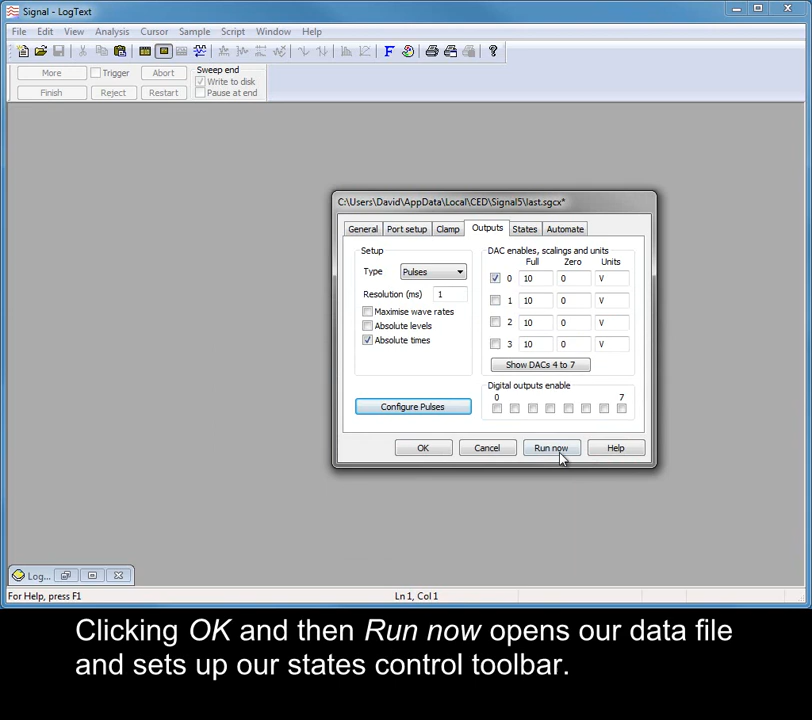 Signal - LogText
File Edit View Analysis Cursor Sample Script Window Help
More Trigger Abort Sweep end
Write to disk
Finish Reject Restart Pause at end
C:\Users\David\AppData\Local\CED\Signal5\last.sgcx*
General Port setup Clamp Outputs States Automate
Setup
Type Pulses
Resolution (ms) 1
Maximise wave rates
Absolute levels
Absolute times
Configure Pulses
DAC enables, scalings and units
Full Zero Units
0 10 0 V
1 10 0 V
2 10 0 V
3 10 0 V
Show DACs 4 to 7
Digital outputs enable
0 7
OK Cancel Run now Help
Log...
For Help, press F1 Ln 1, Col 1
Clicking OK and then Run now opens our data file
and sets up our states control toolbar.